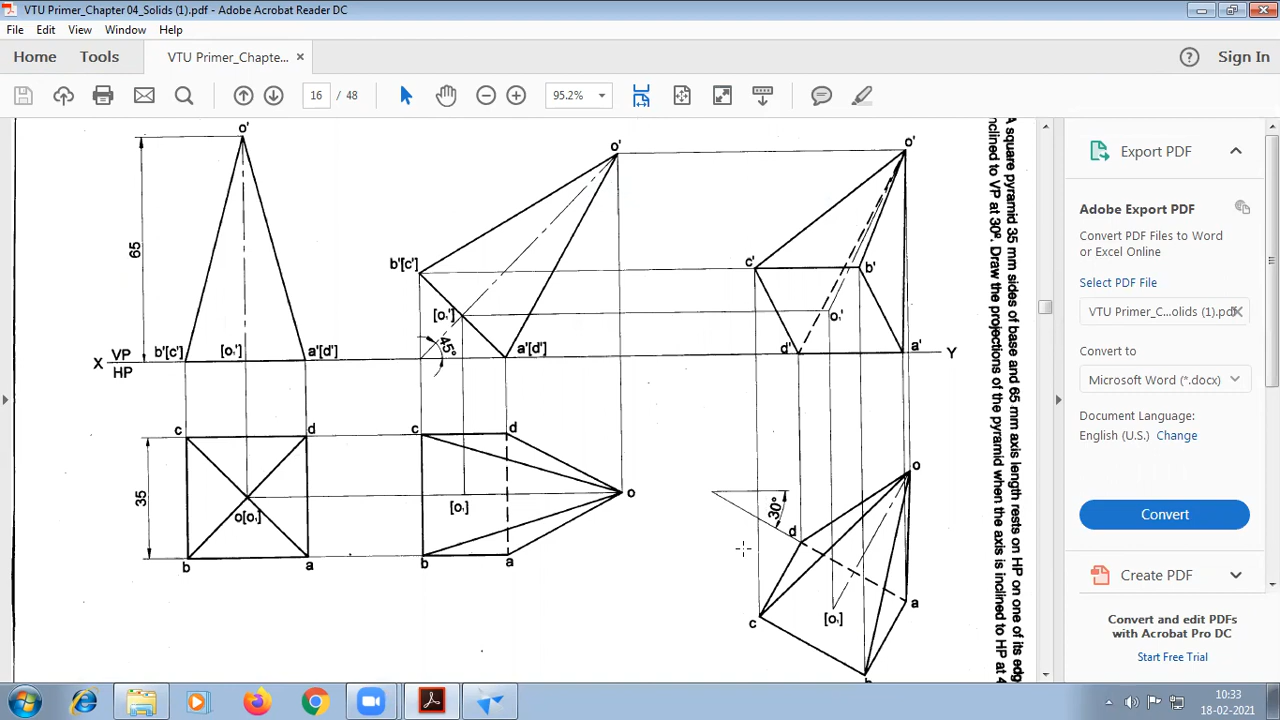 VTU Primer_Chapter 04_Solids (1).pdf - Adobe Acrobat Reader DC
File Edit View Window Help
Home Tools VTU Primer_Chapte... ×
? Sign In
16 / 48
95.2%
A square pyramid 35 mm sides of base and 65 mm axis length rests on HP on one of its edg
nclined to VP at 30º. Draw the projections of the pyramid when the axis is inclined to HP at 4
o'
o'
o'
65
b'[c']
c'
b'
[o₁']
o₁'
45°
X VP
HP
b'[c'] [o₁'] a'[d']
a'[d']
d' a' Y
c d
c d
o
35
o[o₁]
[o₁]
o
30°
d
b a
b a
a
c
[o₁]
b
Export PDF
Adobe Export PDF
Convert PDF Files to Word
or Excel Online
Select PDF File
VTU Primer_C...olids (1).pdf
Convert to
Microsoft Word (*.docx)
Document Language:
English (U.S.) Change
Convert
Create PDF
Convert and edit PDFs
with Acrobat Pro DC
Start Free Trial
10:33
18-02-2021